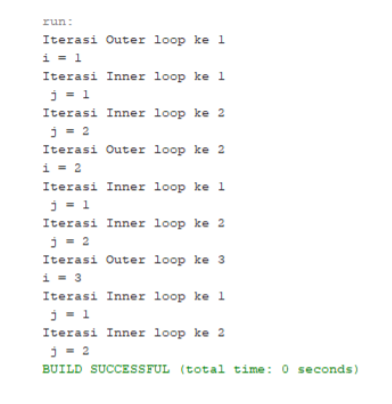 run:
Iterasi Outer loop ke 1
i = 1
Iterasi Inner loop ke 1
 j = 1
Iterasi Inner loop ke 2
 j = 2
Iterasi Outer loop ke 2
i = 2
Iterasi Inner loop ke 1
 j = 1
Iterasi Inner loop ke 2
 j = 2
Iterasi Outer loop ke 3
i = 3
Iterasi Inner loop ke 1
 j = 1
Iterasi Inner loop ke 2
 j = 2
BUILD SUCCESSFUL (total time: 0 seconds)